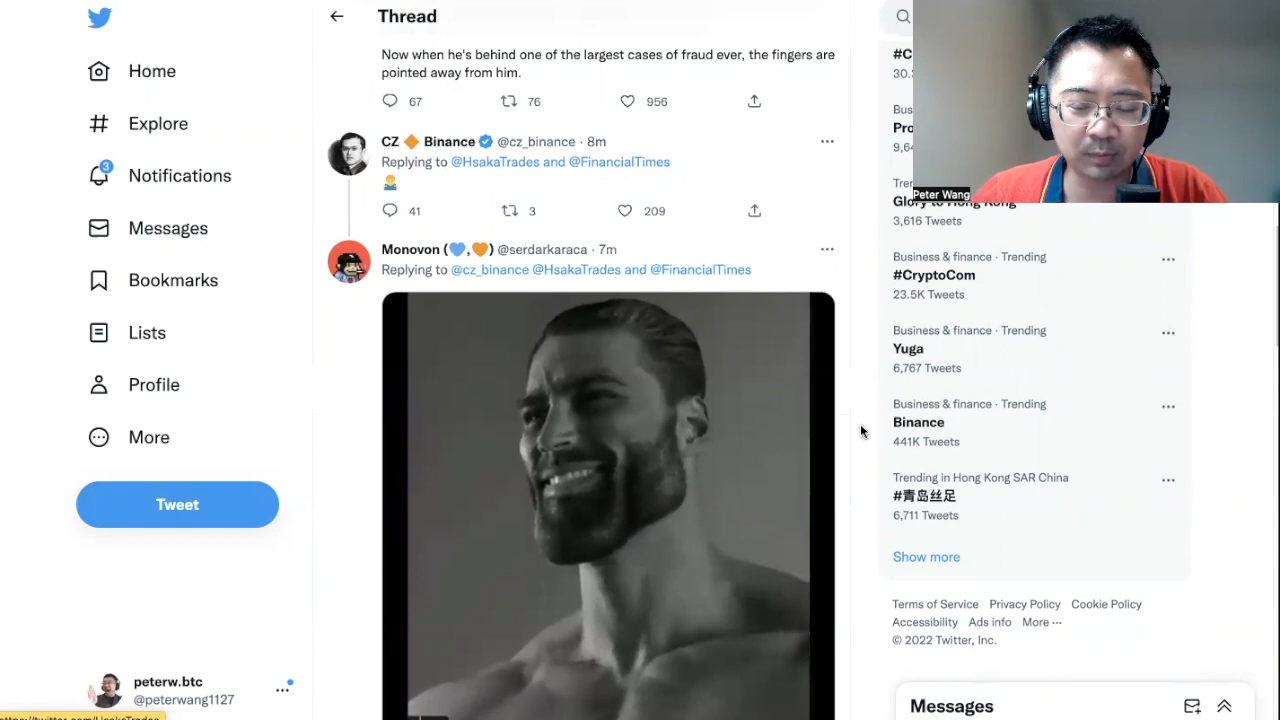 Thread
Home
Explore
3
Notifications
Messages
Bookmarks
Lists
Profile
More
Tweet
peterw.btc
@peterwang1127
Now when he's behind one of the largest cases of fraud ever, the fingers are
pointed away from him.
67 76 956
CZ 🔶 Binance @cz_binance · 8m
Replying to @HsakaTrades and @FinancialTimes
41 3 209
Monovon (💙,🧡) @serdarkaraca · 7m
Replying to @cz_binance @HsakaTrades and @FinancialTimes
Peter Wang
Glory to Hong Kong
3,616 Tweets
Business & finance · Trending
#CryptoCom
23.5K Tweets
Business & finance · Trending
Yuga
6,767 Tweets
Business & finance · Trending
Binance
441K Tweets
Trending in Hong Kong SAR China
#青岛丝足
6,711 Tweets
Show more
Terms of Service Privacy Policy Cookie Policy
Accessibility Ads info More ···
© 2022 Twitter, Inc.
Messages